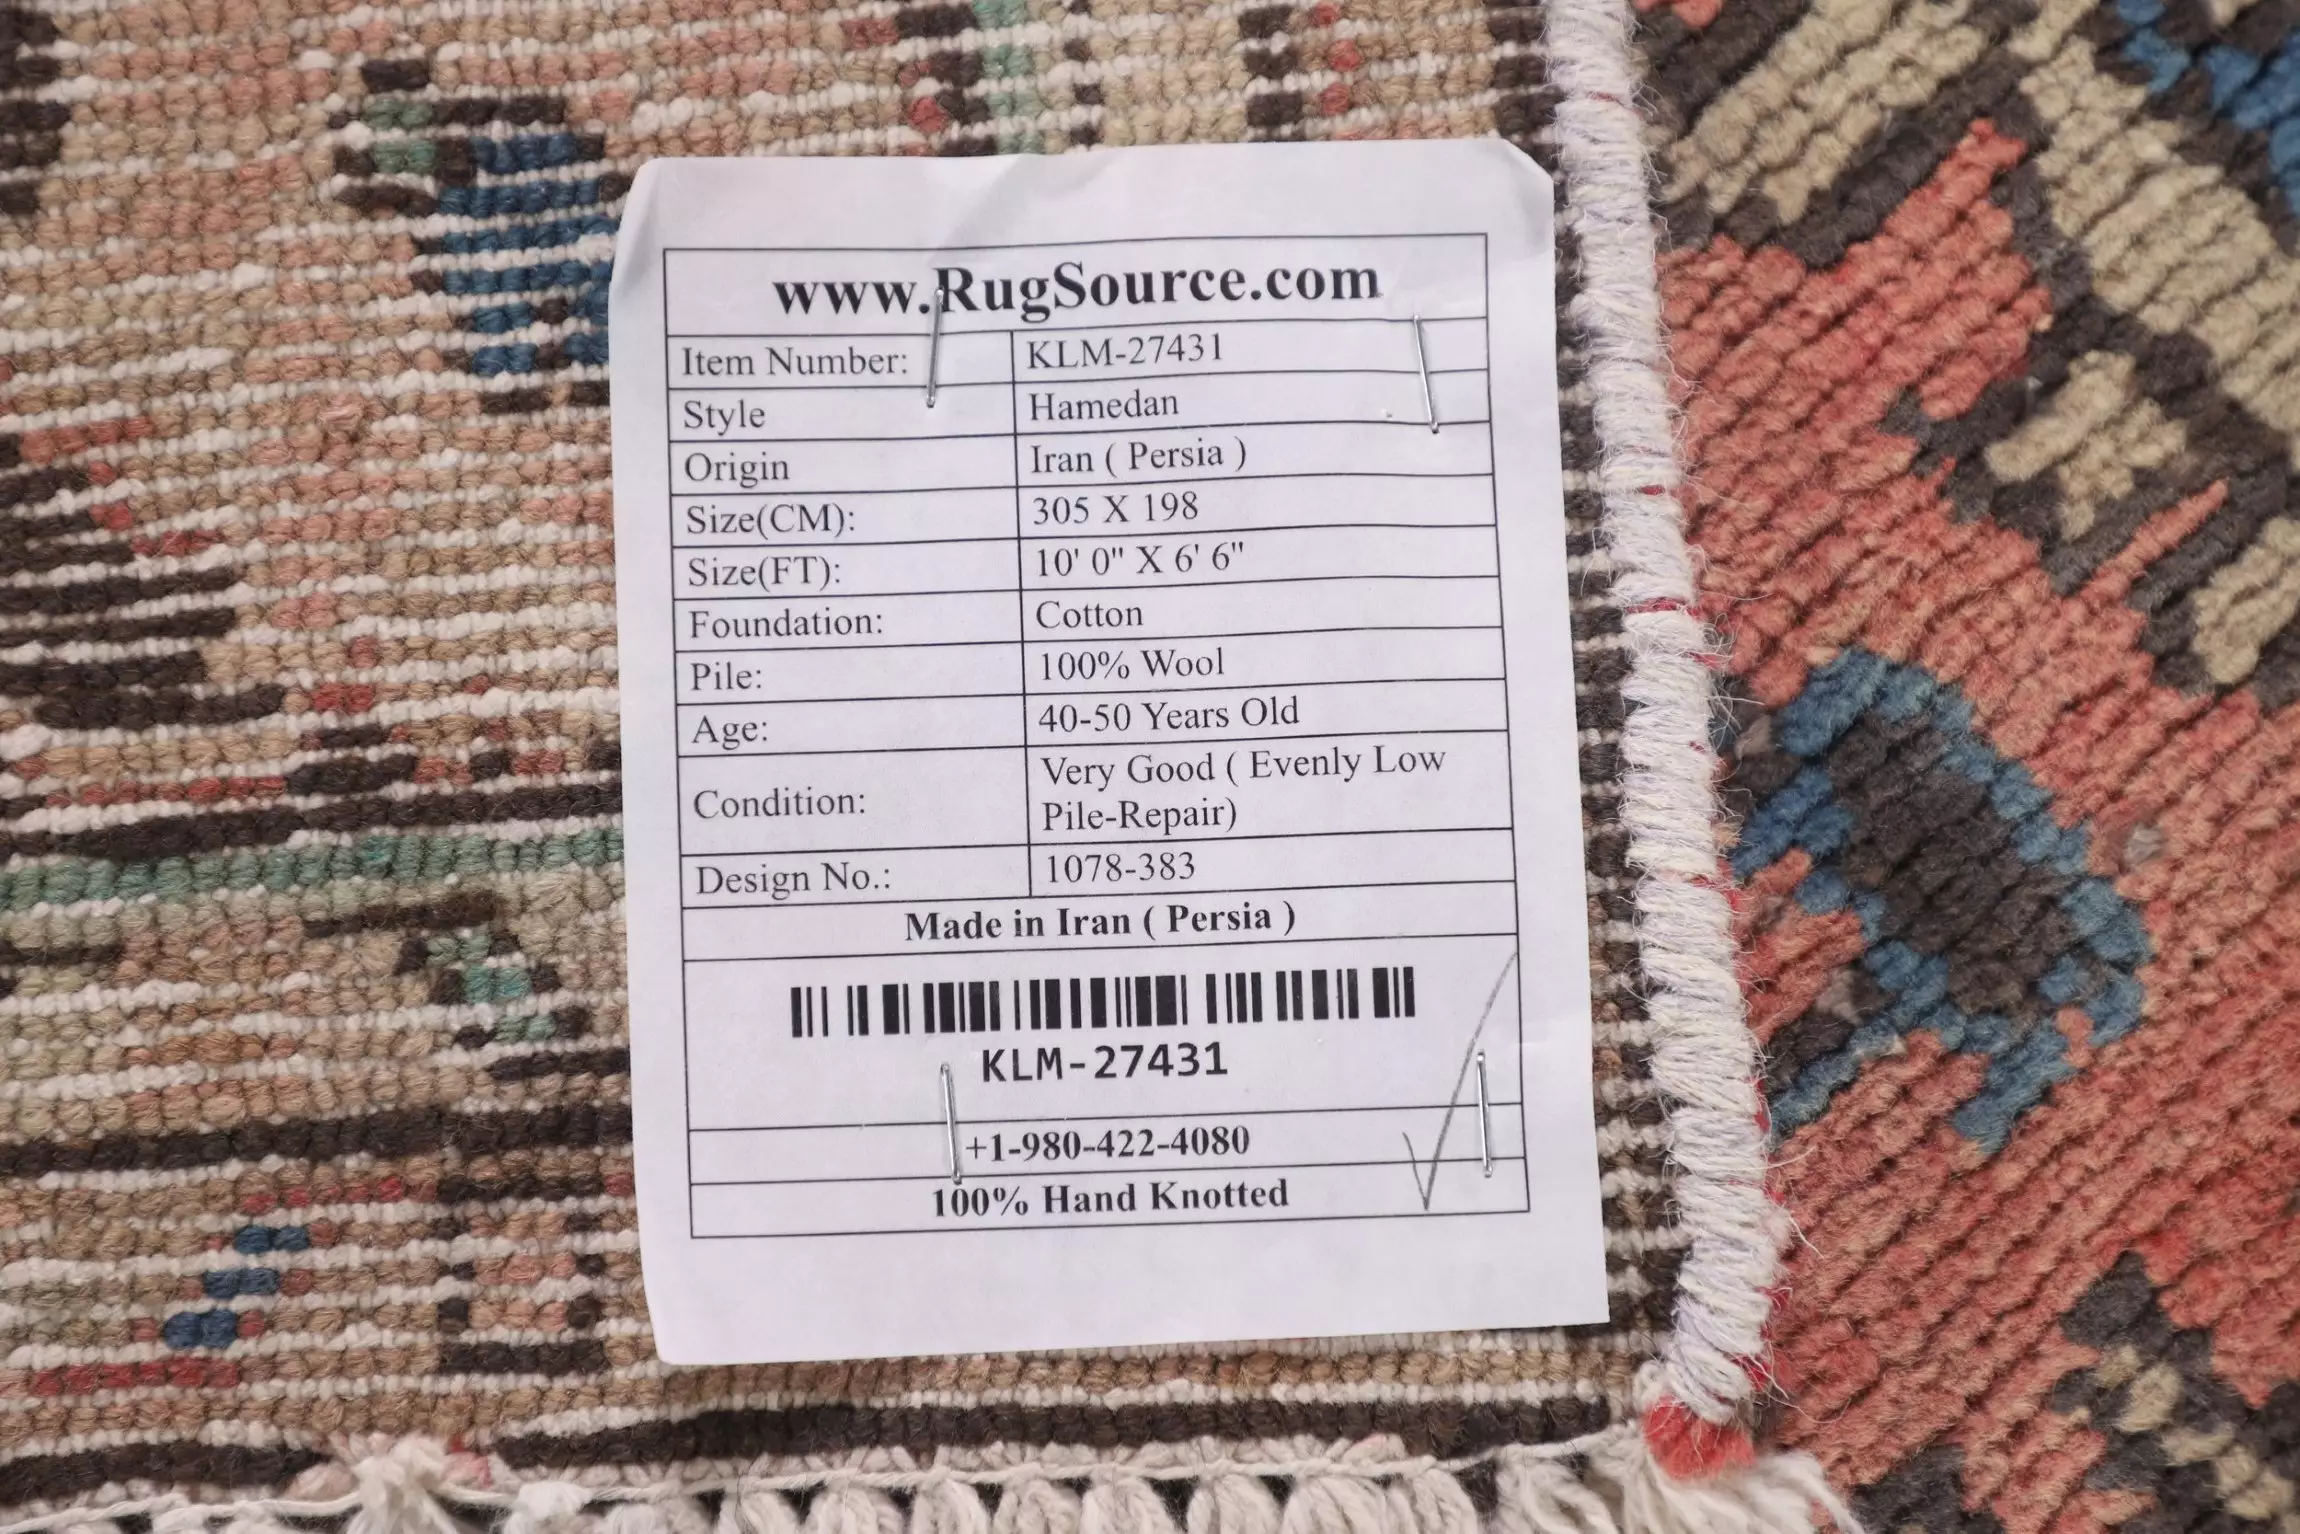 www.RugSource.com
Item Number: KLM-27431
Style Hamedan
Origin Iran ( Persia )
Size(CM): 305 X 198
Size(FT): 10' 0" X 6' 6"
Foundation: Cotton
Pile: 100% Wool
Age: 40-50 Years Old
Condition: Very Good ( Evenly Low
Pile-Repair)
Design No.: 1078-383
Made in Iran ( Persia )
KLM-27431
+1-980-422-4080
100% Hand Knotted